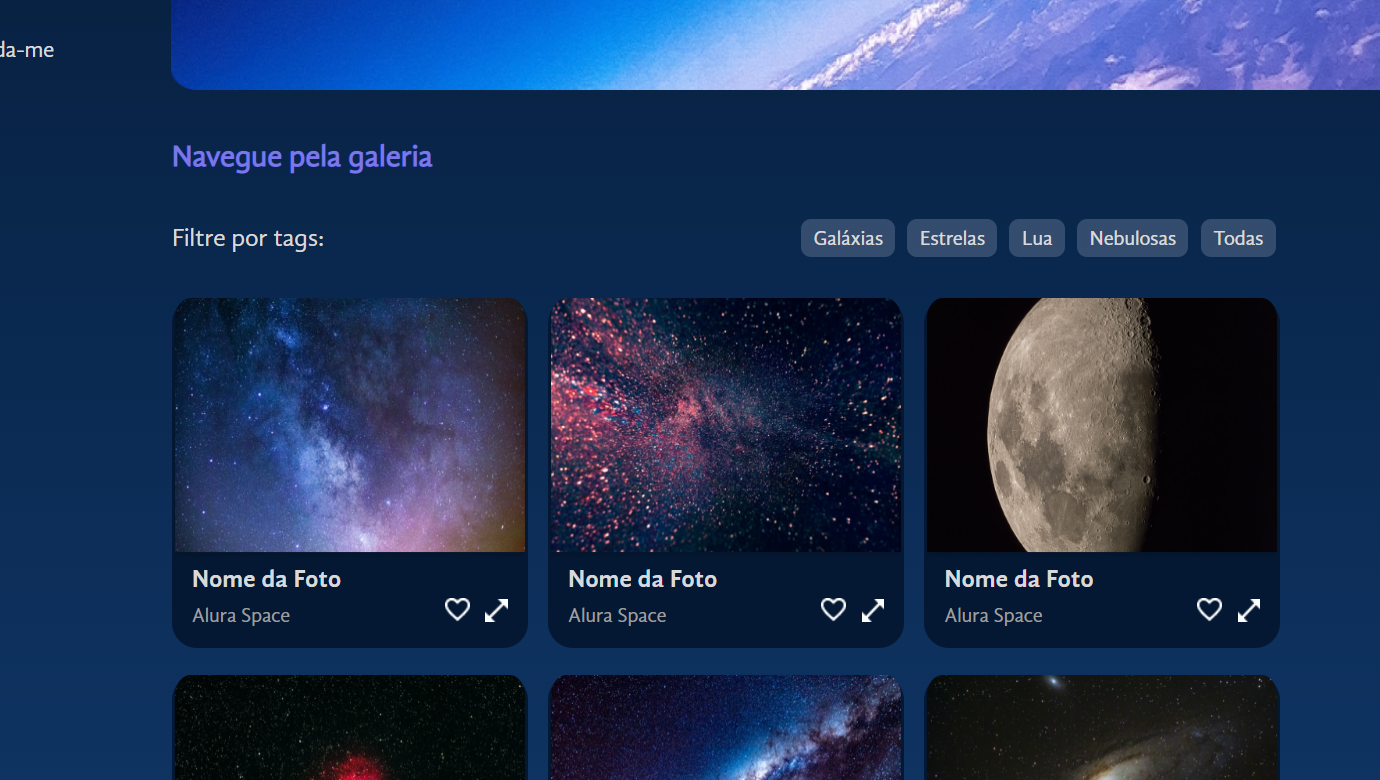 da-me
Navegue pela galeria
Filtre por tags:
Galáxias
Estrelas
Lua
Nebulosas
Todas
Nome da Foto
Alura Space
Nome da Foto
Alura Space
Nome da Foto
Alura Space